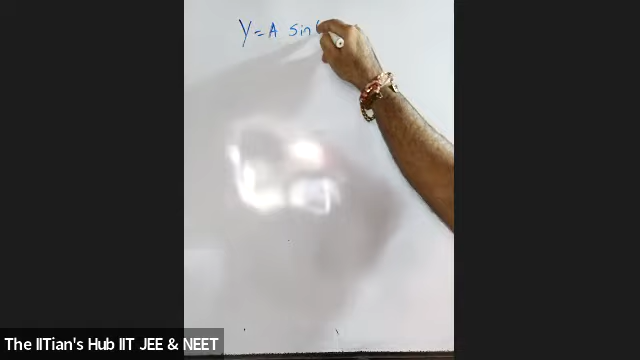 Y = A sin (
The IITian's Hub IIT JEE & NEET